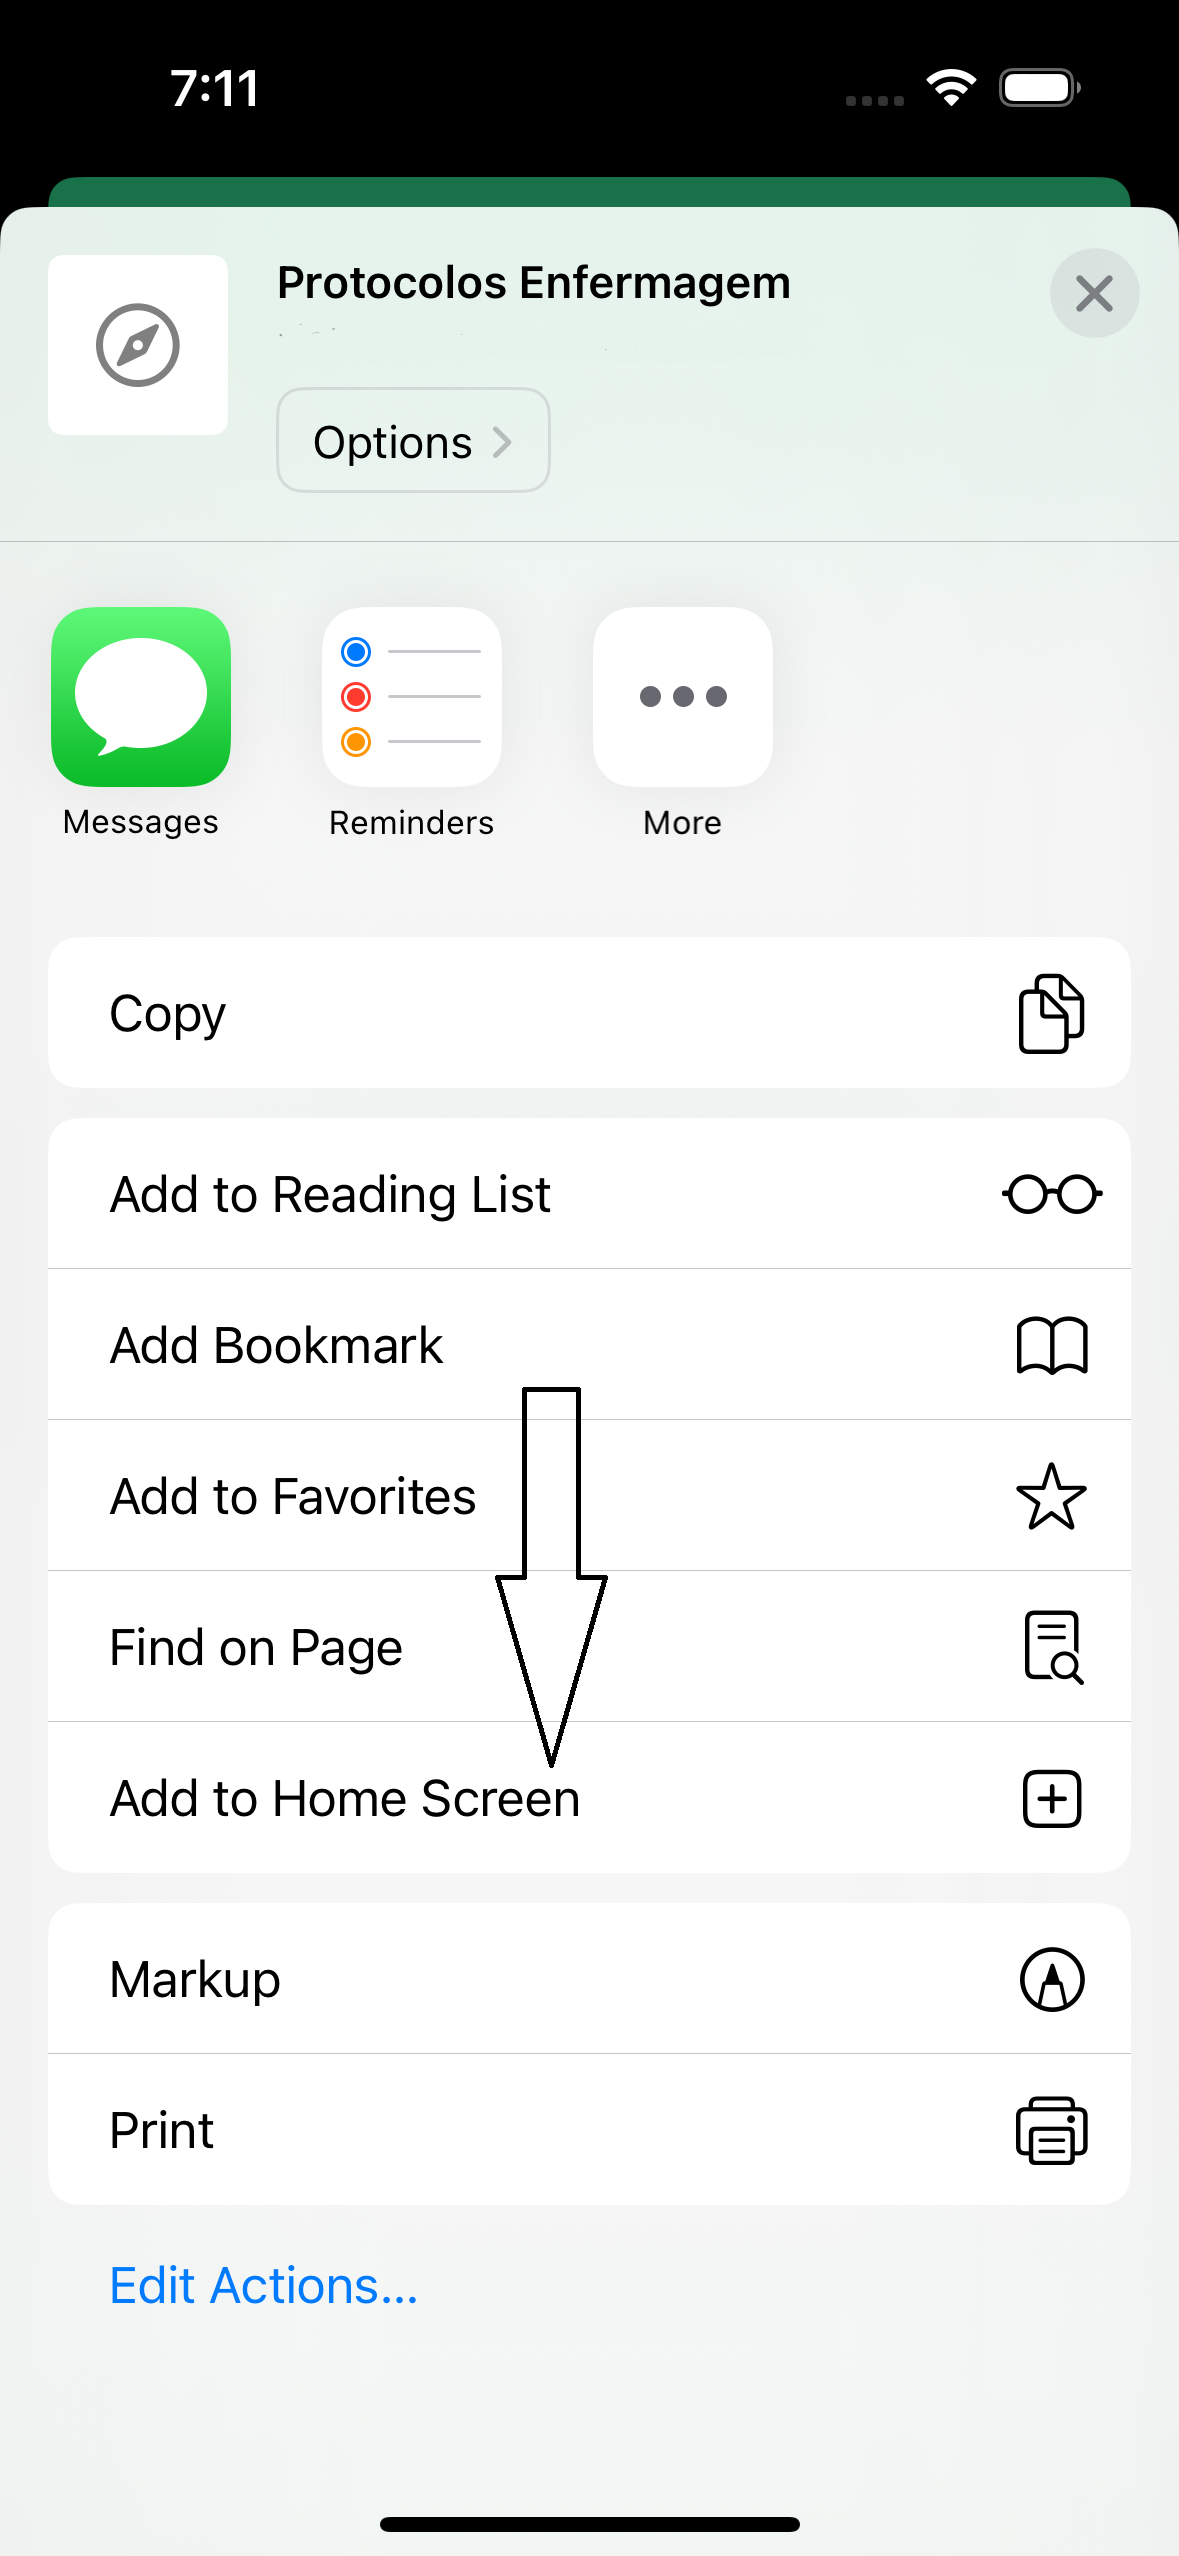 7:11
Protocolos Enfermagem
Options
Messages
Reminders
More
Copy
Add to Reading List
Add Bookmark
Add to Favorites
Find on Page
Add to Home Screen
Markup
Print
Edit Actions...